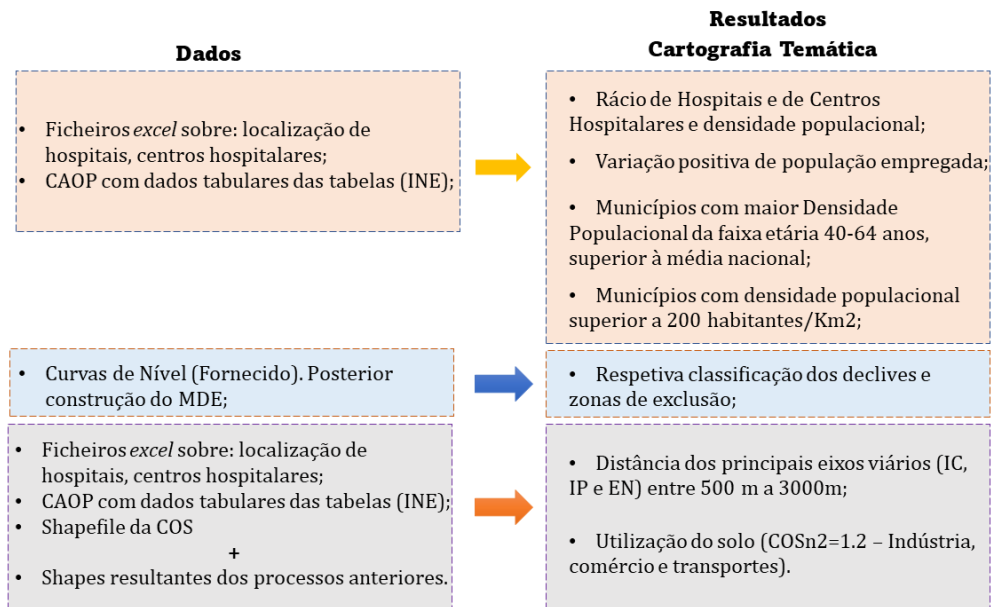 Dados
Resultados
Cartografia Temática
• Ficheiros excel sobre: localização de
hospitais, centros hospitalares;
• CAOP com dados tabulares das tabelas (INE);
• Rácio de Hospitais e de Centros
Hospitalares e densidade populacional;
• Variação positiva de população empregada;
• Municípios com maior Densidade
Populacional da faixa etária 40-64 anos,
superior à média nacional;
• Municípios com densidade populacional
superior a 200 habitantes/Km2;
• Curvas de Nível (Fornecido). Posterior
construção do MDE;
• Respetiva classificação dos declives e
zonas de exclusão;
• Ficheiros excel sobre: localização de
hospitais, centros hospitalares;
• CAOP com dados tabulares das tabelas (INE);
• Shapefile da COS
+
• Shapes resultantes dos processos anteriores.
• Distância dos principais eixos viários (IC,
IP e EN) entre 500 m a 3000m;
• Utilização do solo (COSn2=1.2 – Indústria,
comércio e transportes).